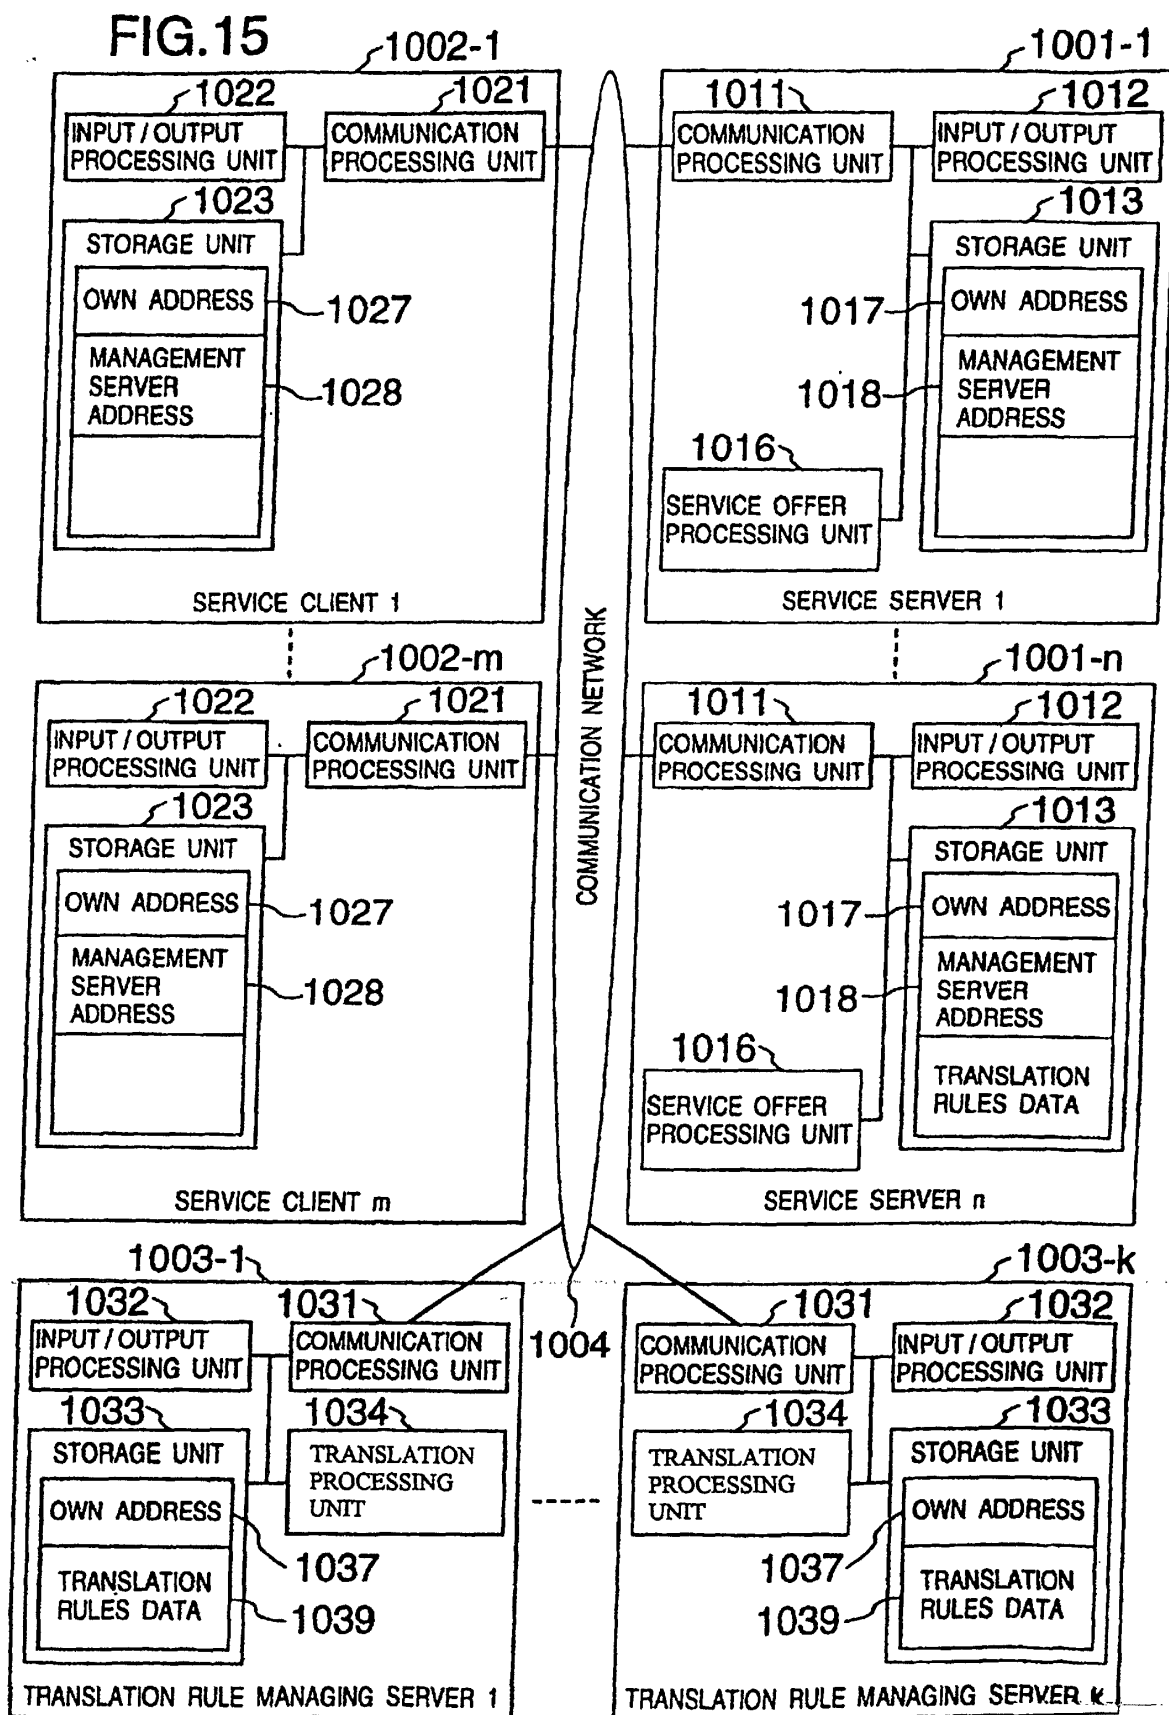 FIG.15
1002-1
1022
1021
INPUT / OUTPUT
PROCESSING UNIT
COMMUNICATION
PROCESSING UNIT
1023
STORAGE UNIT
OWN ADDRESS
1027
MANAGEMENT
SERVER
ADDRESS
1028
SERVICE CLIENT 1
1001-1
1011
1012
COMMUNICATION
PROCESSING UNIT
INPUT / OUTPUT
PROCESSING UNIT
1013
STORAGE UNIT
1017
OWN ADDRESS
MANAGEMENT
SERVER
ADDRESS
1018
1016
SERVICE OFFER
PROCESSING UNIT
SERVICE SERVER 1
COMMUNICATION NETWORK
1002-m
1022
1021
INPUT / OUTPUT
PROCESSING UNIT
COMMUNICATION
PROCESSING UNIT
1023
STORAGE UNIT
OWN ADDRESS
1027
MANAGEMENT
SERVER
ADDRESS
1028
SERVICE CLIENT m
1001-n
1011
1012
COMMUNICATION
PROCESSING UNIT
INPUT / OUTPUT
PROCESSING UNIT
1013
STORAGE UNIT
1017
OWN ADDRESS
MANAGEMENT
SERVER
ADDRESS
1018
1016
TRANSLATION
RULES DATA
SERVICE OFFER
PROCESSING UNIT
SERVICE SERVER n
1003-1
1032
1031
INPUT / OUTPUT
PROCESSING UNIT
COMMUNICATION
PROCESSING UNIT
1004
1033
1034
STORAGE UNIT
TRANSLATION
PROCESSING
UNIT
OWN ADDRESS
1037
TRANSLATION
RULES DATA
1039
TRANSLATION RULE MANAGING SERVER 1
1003-k
1031
1032
COMMUNICATION
PROCESSING UNIT
INPUT / OUTPUT
PROCESSING UNIT
1034
1033
TRANSLATION
PROCESSING
UNIT
STORAGE UNIT
OWN ADDRESS
1037
TRANSLATION
RULES DATA
1039
TRANSLATION RULE MANAGING SERVER k